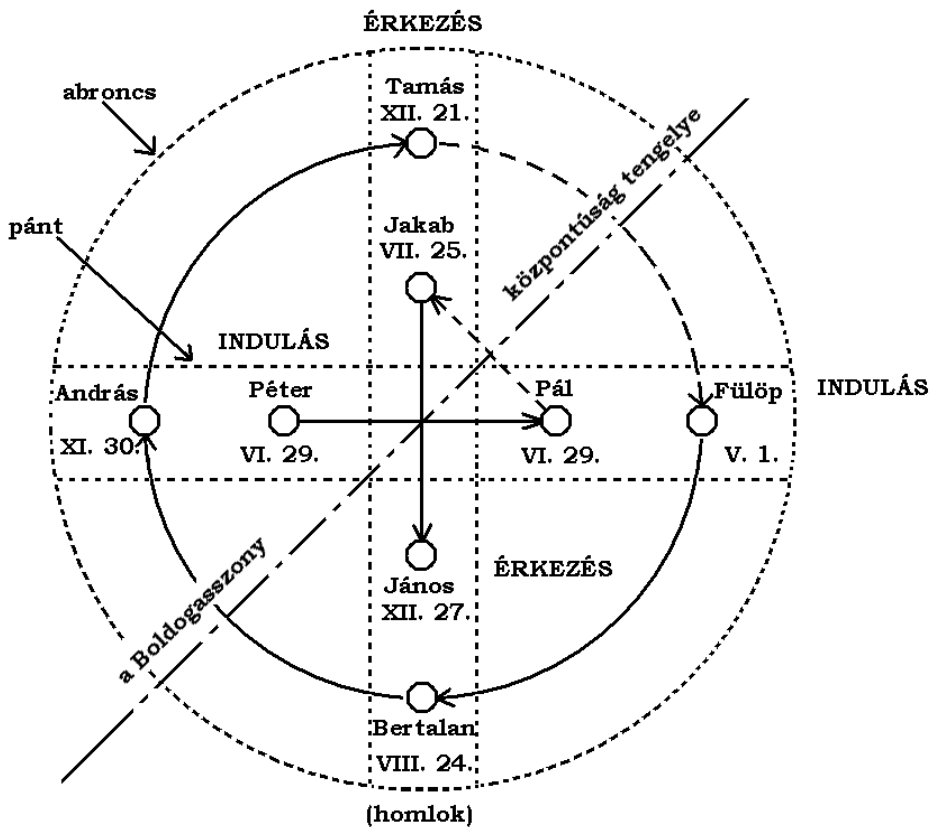 ÉRKEZÉS
Tamás
XII. 21.
abroncs
a Boldogasszony központúság tengelye
pánt
Jakab
VII. 25.
INDULÁS
INDULÁS
András
XI. 30.
Péter
VI. 29.
Pál
VI. 29.
Fülöp
V. 1.
János
XII. 27.
ÉRKEZÉS
Bertalan
VIII. 24.
(homlok)